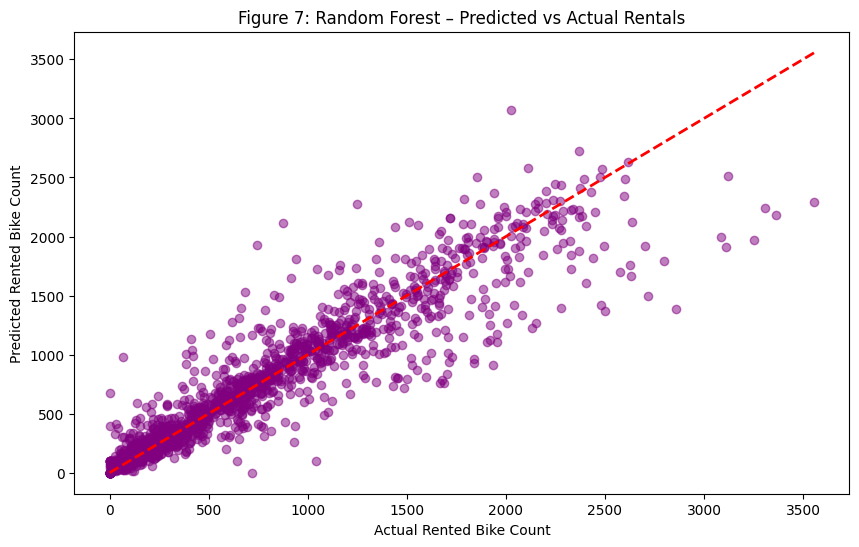 Figure 7: Random Forest – Predicted vs Actual Rentals
Predicted Rented Bike Count
3500
3000
2500
2000
1500
1000
500
0
0 500 1000 1500 2000 2500 3000 3500
Actual Rented Bike Count